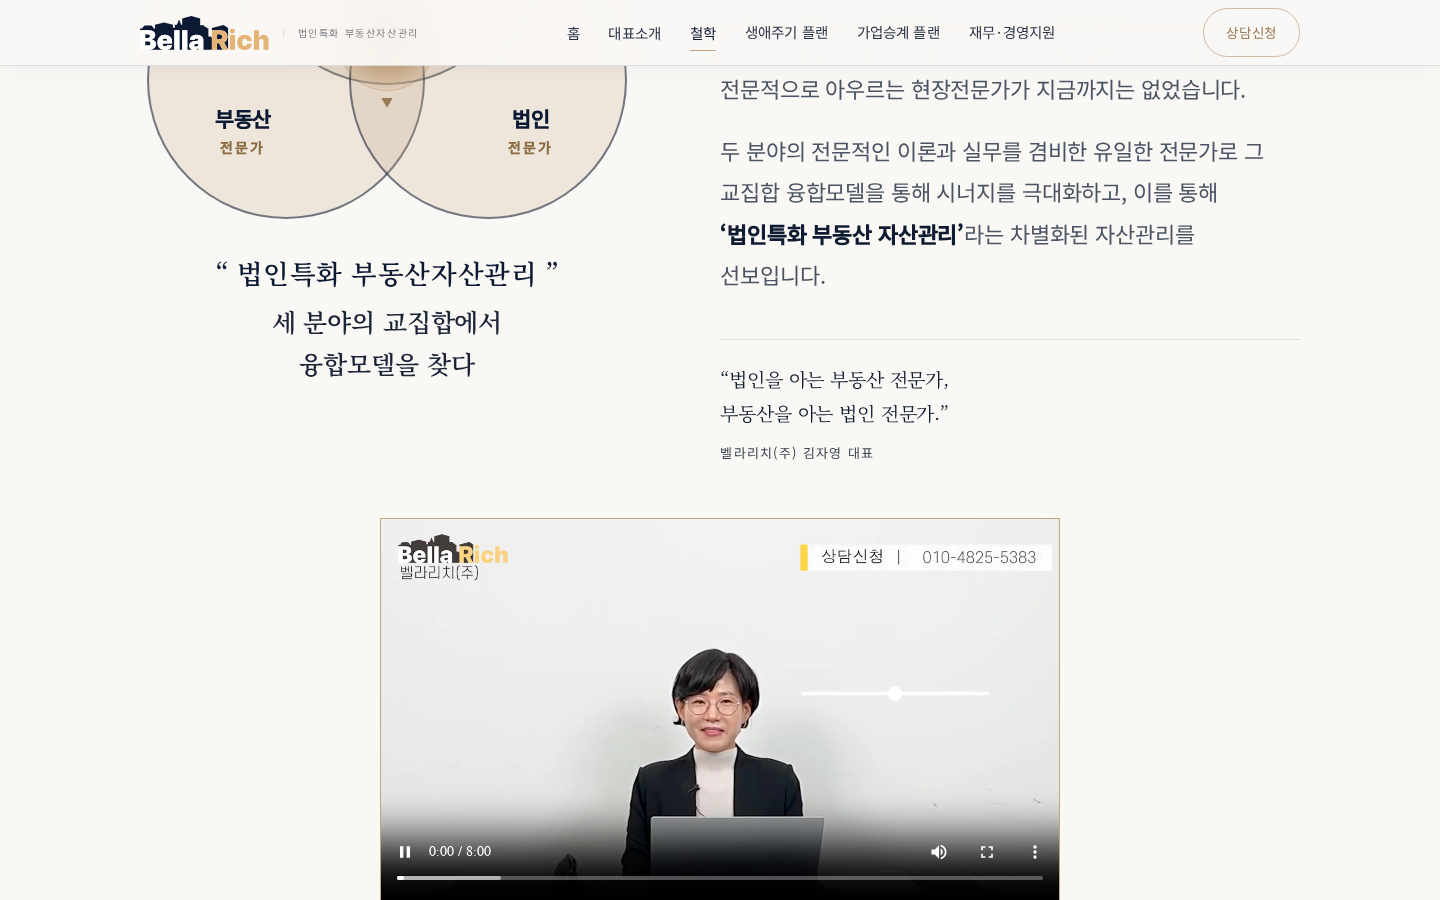 Bella Rich
법인특화 부동산자산관리
홈
대표소개
철학
생애주기 플랜
가업승계 플랜
재무·경영지원
상담신청
부동산
전문가
법인
전문가
“ 법인특화 부동산자산관리 ”
세 분야의 교집합에서
융합모델을 찾다
전문적으로 아우르는 현장전문가가 지금까지는 없었습니다.
두 분야의 전문적인 이론과 실무를 겸비한 유일한 전문가로 그
교집합 융합모델을 통해 시너지를 극대화하고, 이를 통해
‘법인특화 부동산 자산관리’라는 차별화된 자산관리를
선보입니다.
“법인을 아는 부동산 전문가,
부동산을 아는 법인 전문가.”
벨라리치(주) 김자영 대표
Bella Rich
벨라리치(주)
상담신청 | 010-4825-5383
0:00 / 8:00